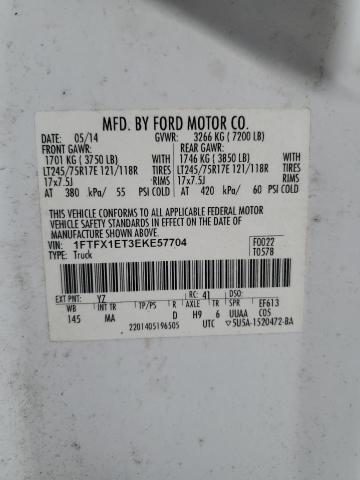 MFD. BY FORD MOTOR CO.
05/14 GVWR: 3266 KG ( 7200 LB)
FRONT GAWR: REAR GAWR:
1701 KG ( 3750 LB) WITH 1746 KG ( 3850 LB) WITH
LT245/75R17E 121/118R TIRES LT245/75R17E 121/118R TIRES
17x7.5J RIMS 17x7.5J RIMS
AT 380 kPa/ 55 PSI COLD AT 420 kPa/ 60 PSI COLD
THIS VEHICLE CONFORMS TO ALL APPLICABLE FEDERAL MOTOR
VEHICLE SAFETY STANDARDS IN EFFECT ON THE DATE OF
MANUFACTURE SHOWN ABOVE.
VIN: 1FTFX1ET3EKE57704 F0022
TYPE: Truck T0578
EXT PNT: YZ RC: 41 DSO:
WB INT TR TP/PS R AXLE TR SPR EF613
145 MA D H9 6 UUAA C05
2201405196505 UTC ▽5U5A-1520472-BA